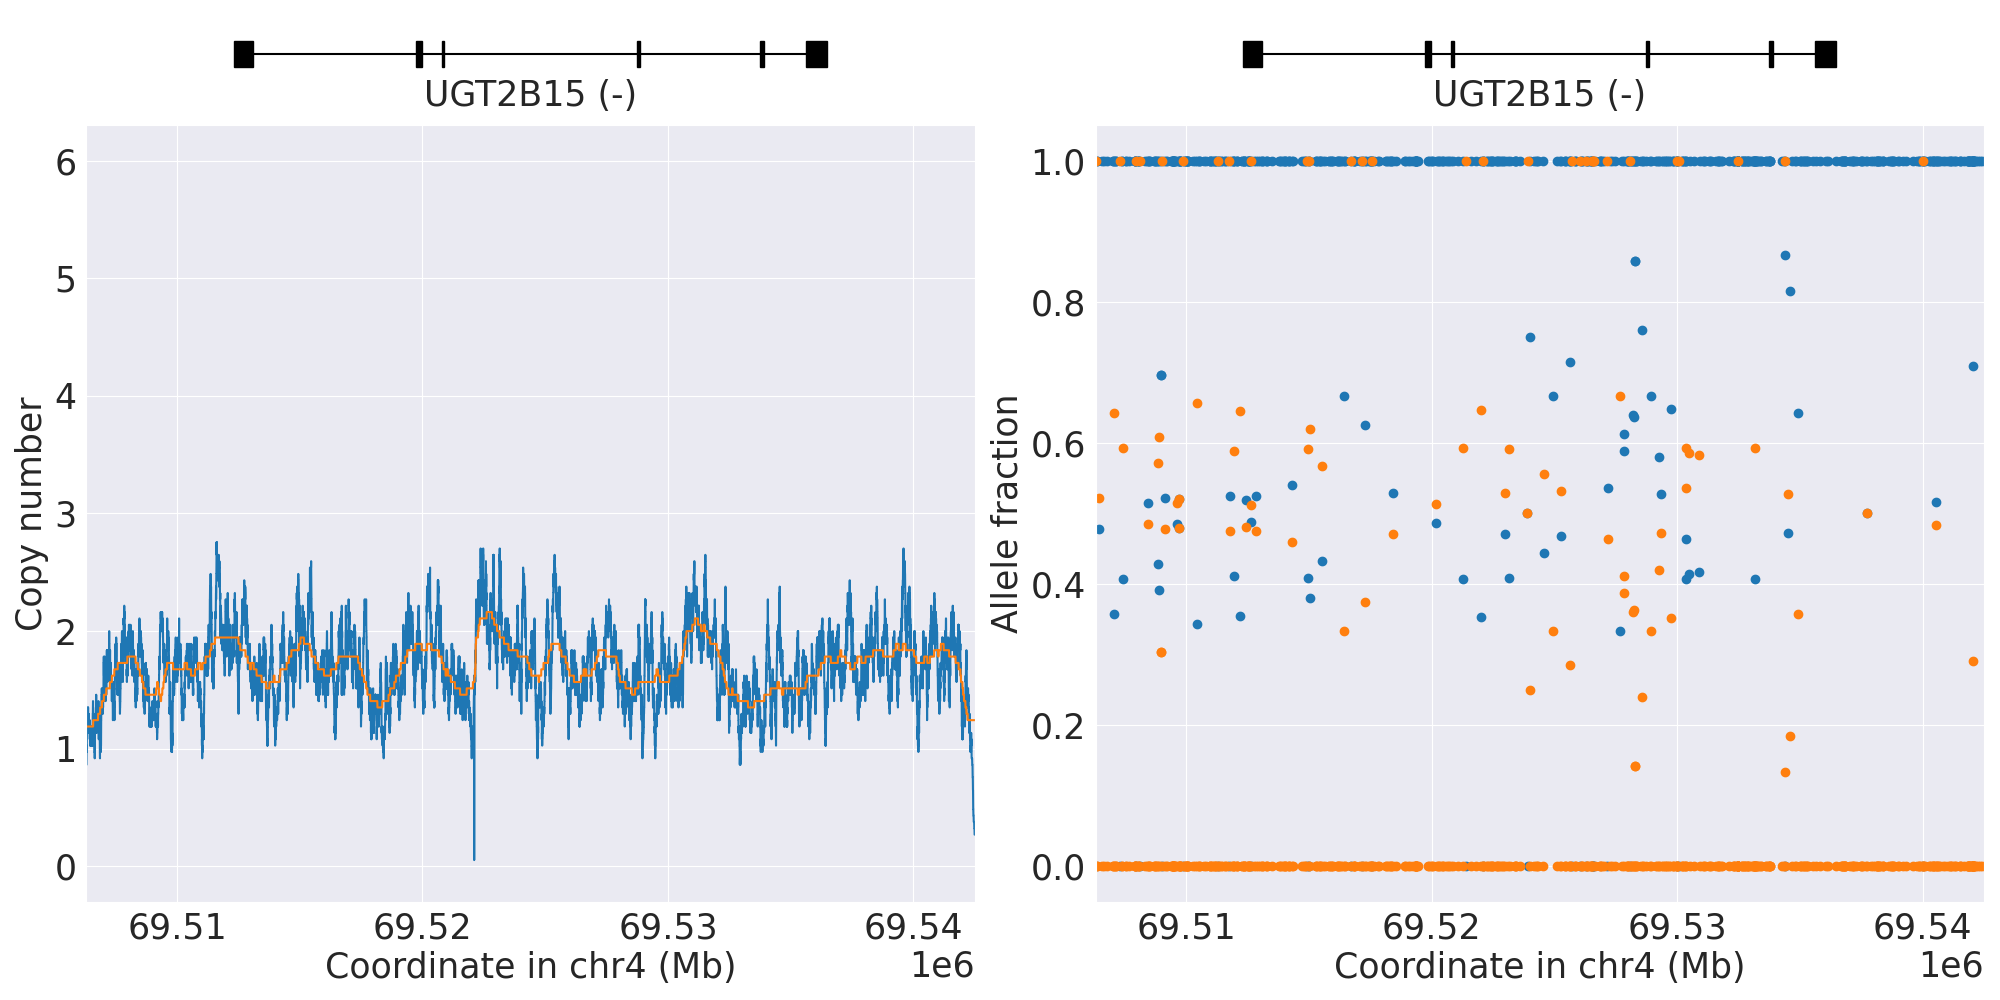 UGT2B15 (-)
UGT2B15 (-)
6
5
4
3
2
1
0
Copy number
69.51 69.52 69.53 69.54
Coordinate in chr4 (Mb)
1e6
1.0
0.8
0.6
0.4
0.2
0.0
Allele fraction
69.51 69.52 69.53 69.54
Coordinate in chr4 (Mb)
1e6